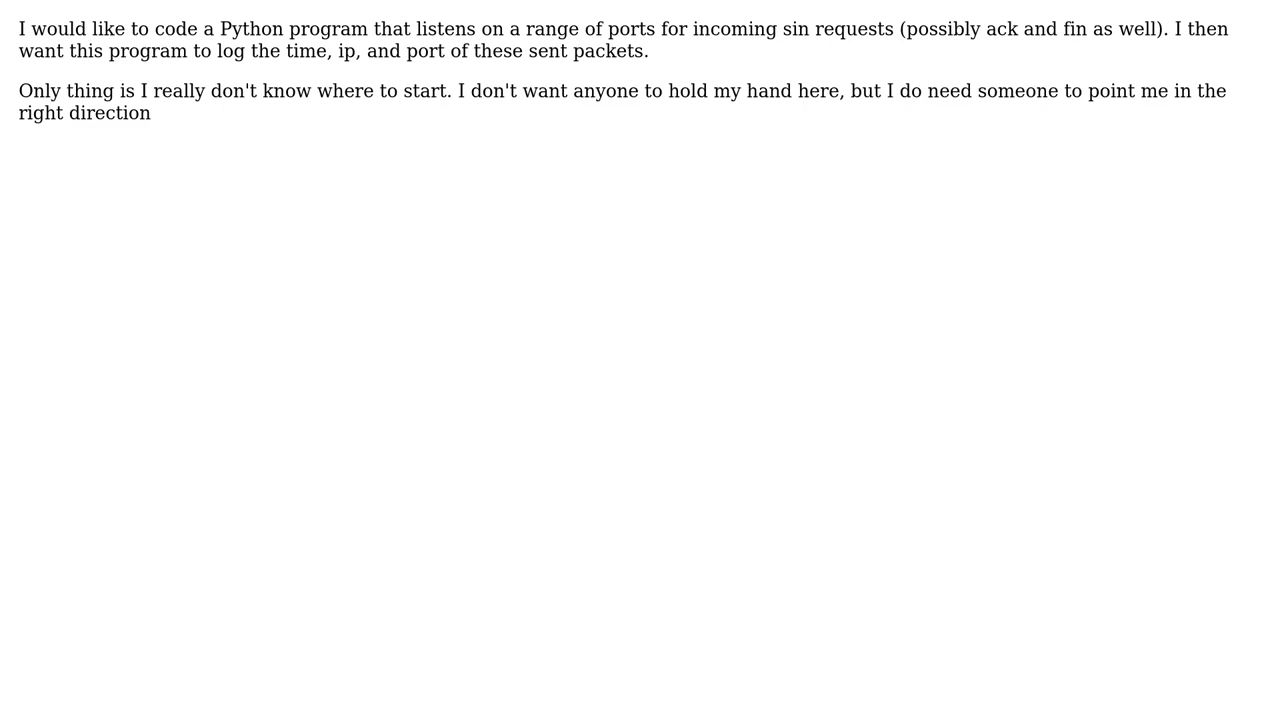 I would like to code a Python program that listens on a range of ports for incoming sin requests (possibly ack and fin as well). I then
want this program to log the time, ip, and port of these sent packets.
Only thing is I really don't know where to start. I don't want anyone to hold my hand here, but I do need someone to point me in the
right direction